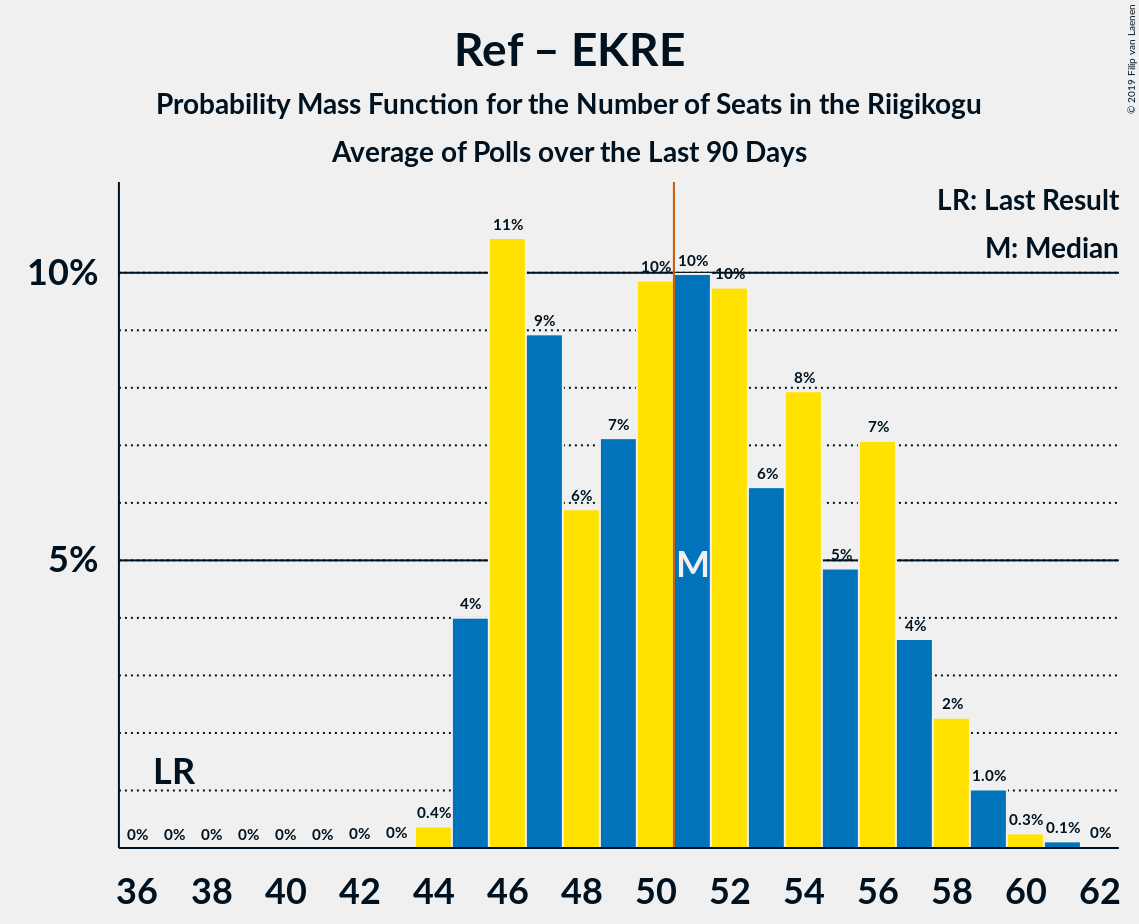 Ref – EKRE
Probability Mass Function for the Number of Seats in the Riigikogu
Average of Polls over the Last 90 Days
© 2019 Filip van Laenen
LR: Last Result
M: Median
10%
5%
LR
M
0% 0% 0% 0% 0% 0% 0% 0% 0.4% 4% 11% 9% 6% 7% 10% 10% 10% 6% 8% 5% 7% 4% 2% 1.0% 0.3% 0.1% 0%
36 38 40 42 44 46 48 50 52 54 56 58 60 62